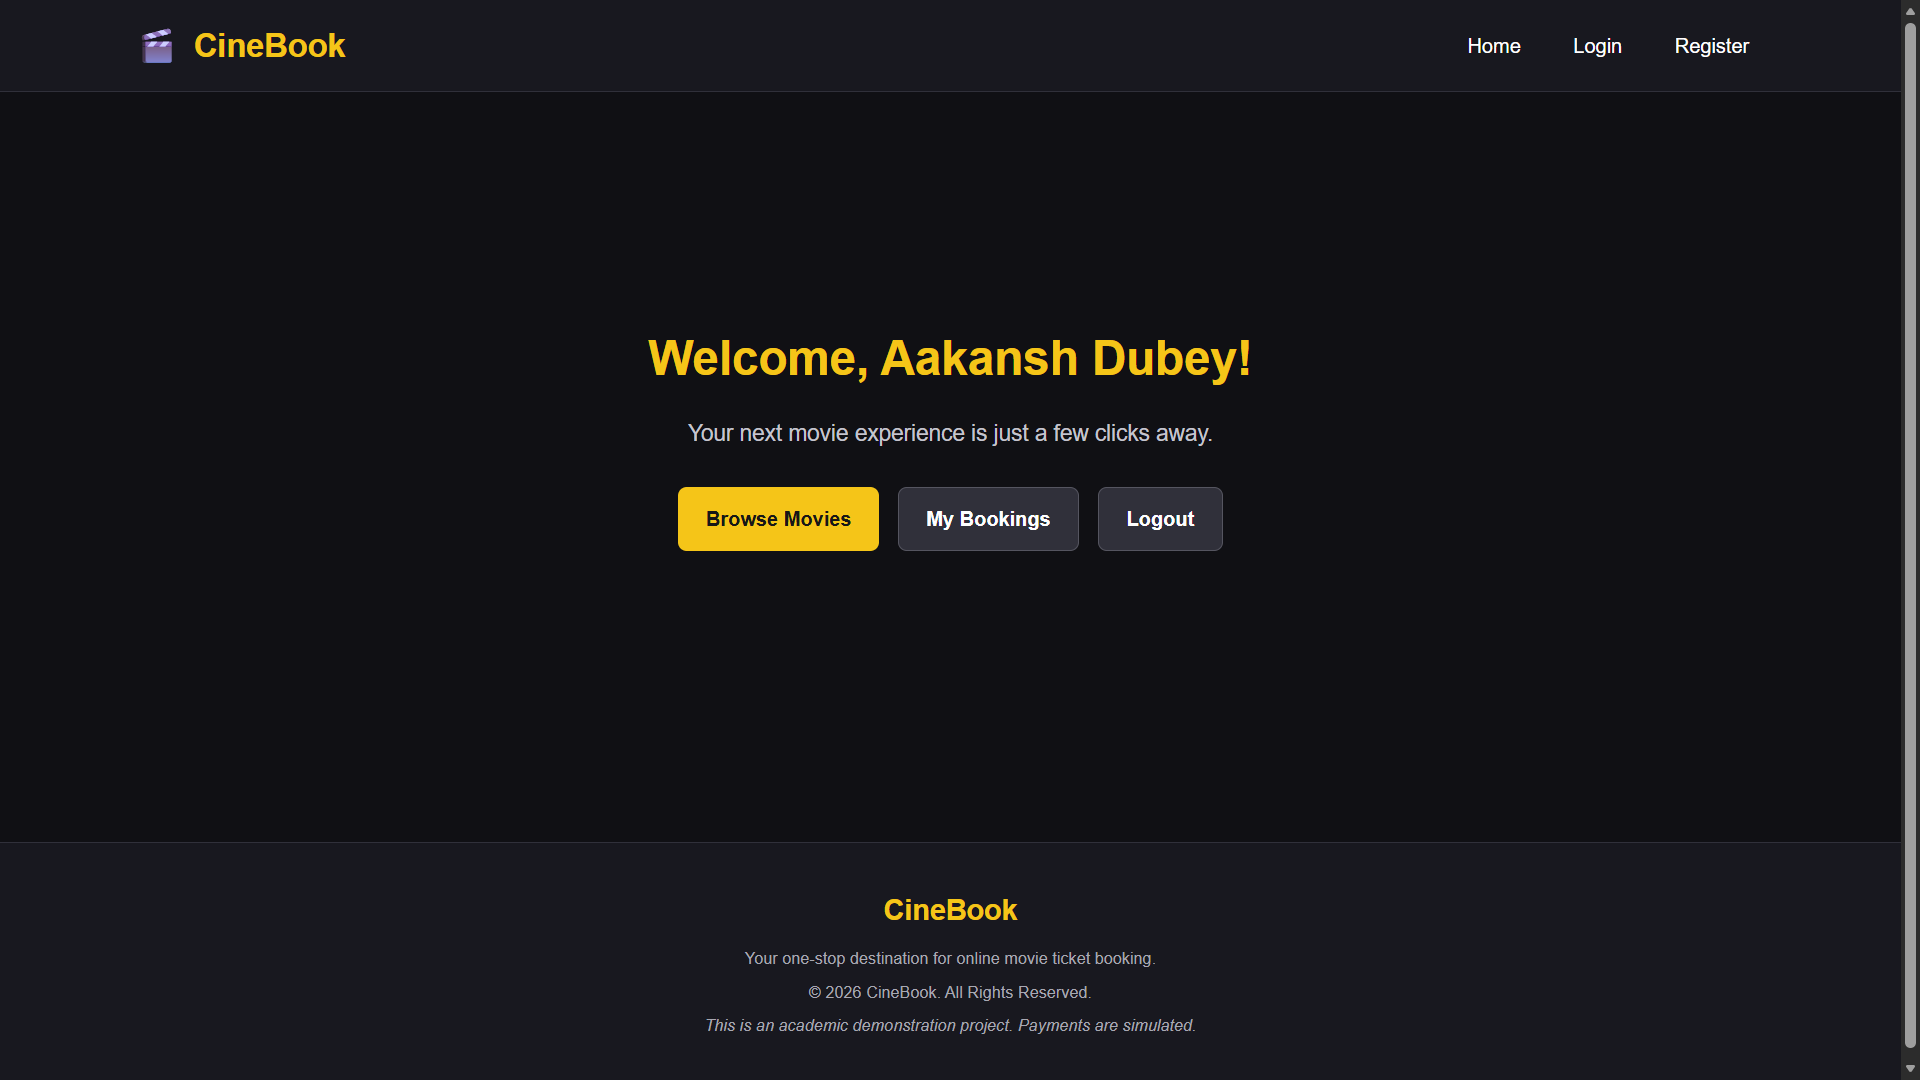 CineBook
Home Login Register
Welcome, Aakansh Dubey!
Your next movie experience is just a few clicks away.
Browse Movies My Bookings Logout
CineBook
Your one-stop destination for online movie ticket booking.
© 2026 CineBook. All Rights Reserved.
This is an academic demonstration project. Payments are simulated.